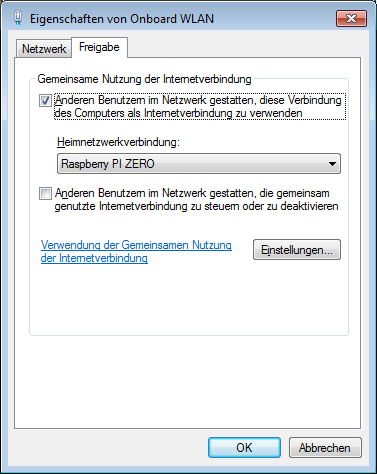 Eigenschaften von Onboard WLAN
Netzwerk
Freigabe
Gemeinsame Nutzung der Internetverbindung
Anderen Benutzern im Netzwerk gestatten, diese Verbindung
des Computers als Internetverbindung zu verwenden
Heimnetzwerkverbindung:
Raspberry PI ZERO
Anderen Benutzern im Netzwerk gestatten, die gemeinsam
genutzte Internetverbindung zu steuern oder zu deaktivieren
Verwendung der Gemeinsamen Nutzung
der Internetverbindung
Einstellungen...
OK
Abbrechen